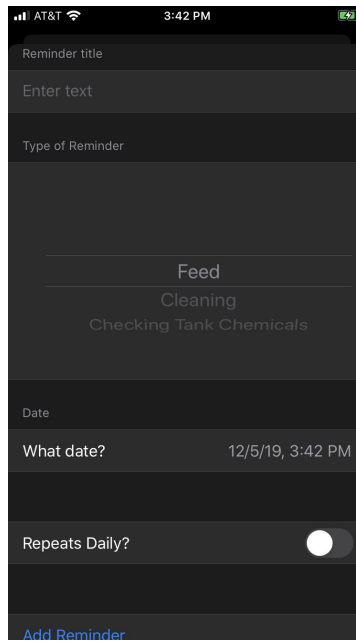 AT&T
3:42 PM
Reminder title
Enter text
Type of Reminder
Feed
Cleaning
Checking Tank Chemicals
Date
What date? 12/5/19, 3:42 PM
Repeats Daily?
Add Reminder